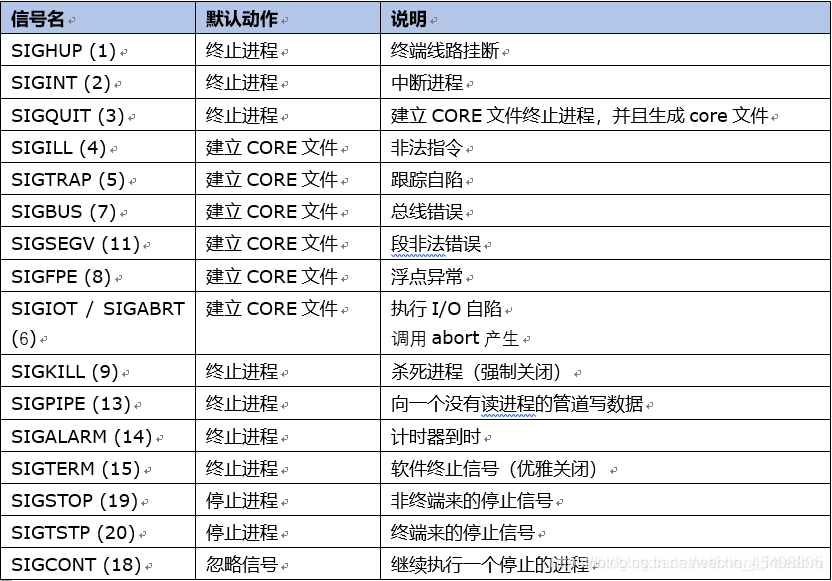 信号名 默认动作 说明
SIGHUP (1) 终止进程 终端线路挂断
SIGINT (2) 终止进程 中断进程
SIGQUIT (3) 终止进程 建立 CORE 文件终止进程，并且生成 core 文件
SIGILL (4) 建立 CORE 文件 非法指令
SIGTRAP (5) 建立 CORE 文件 跟踪自陷
SIGBUS (7) 建立 CORE 文件 总线错误
SIGSEGV (11) 建立 CORE 文件 段非法错误
SIGFPE (8) 建立 CORE 文件 浮点异常
SIGIOT / SIGABRT 建立 CORE 文件 执行 I/O 自陷
(6) 调用 abort 产生
SIGKILL (9) 终止进程 杀死进程（强制关闭）
SIGPIPE (13) 终止进程 向一个没有读进程的管道写数据
SIGALARM (14) 终止进程 计时器到时
SIGTERM (15) 终止进程 软件终止信号（优雅关闭）
SIGSTOP (19) 停止进程 非终端来的停止信号
SIGTSTP (20) 停止进程 终端来的停止信号
SIGCONT (18) 忽略信号 继续执行一个停止的进程